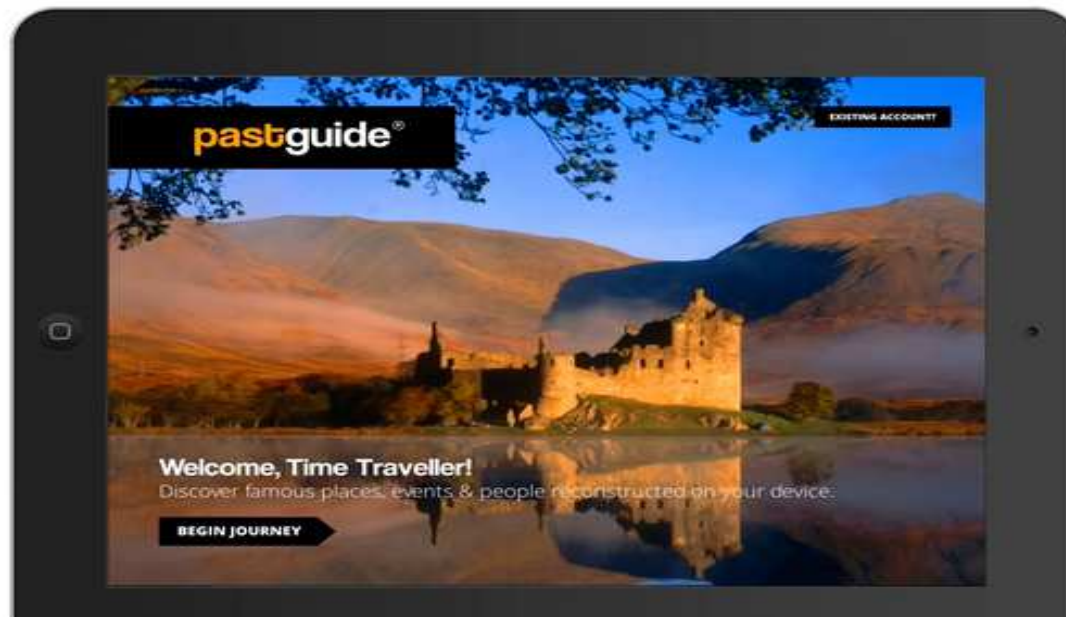 pastguide®
EXISTING ACCOUNT?
Welcome, Time Traveller!
Discover famous places, events & people reconstructed on your device.
BEGIN JOURNEY